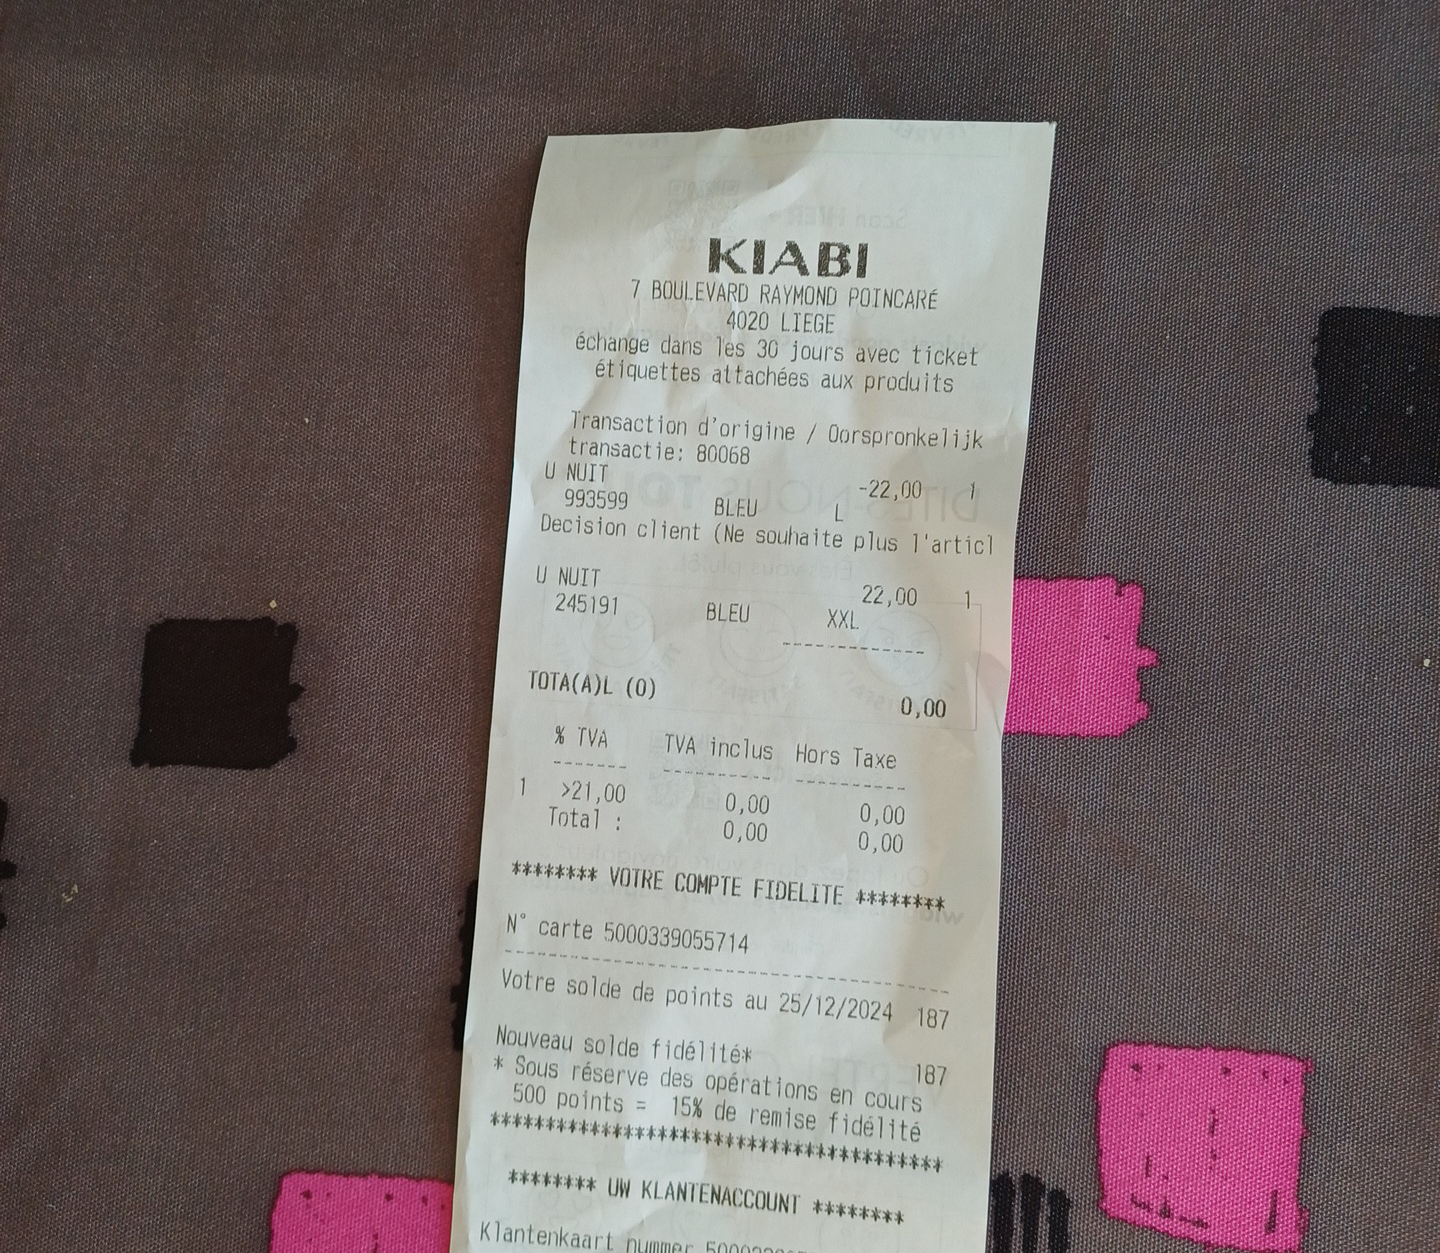 KIABI
7 BOULEVARD RAYMOND POINCARÉ
4020 LIEGE
échange dans les 30 jours avec ticket
étiquettes attachées aux produits
Transaction d'origine / Oorspronkelijk
transactie: 80068
U NUIT -22,00 1
993599 BLEU L
Decision client (Ne souhaite plus l'articl
U NUIT 22,00 1
245191 BLEU XXL
TOTA(A)L (0) 0,00
% TVA TVA inclus Hors Taxe
1 >21,00 0,00 0,00
Total : 0,00 0,00
******** VOTRE COMPTE FIDELITE ********
N° carte 5000339055714
Votre solde de points au 25/12/2024 187
Nouveau solde fidélité* 187
* Sous réserve des opérations en cours
500 points = 15% de remise fidélité
******************************************
******** UW KLANTENACCOUNT ********
Klantenkaart nummer